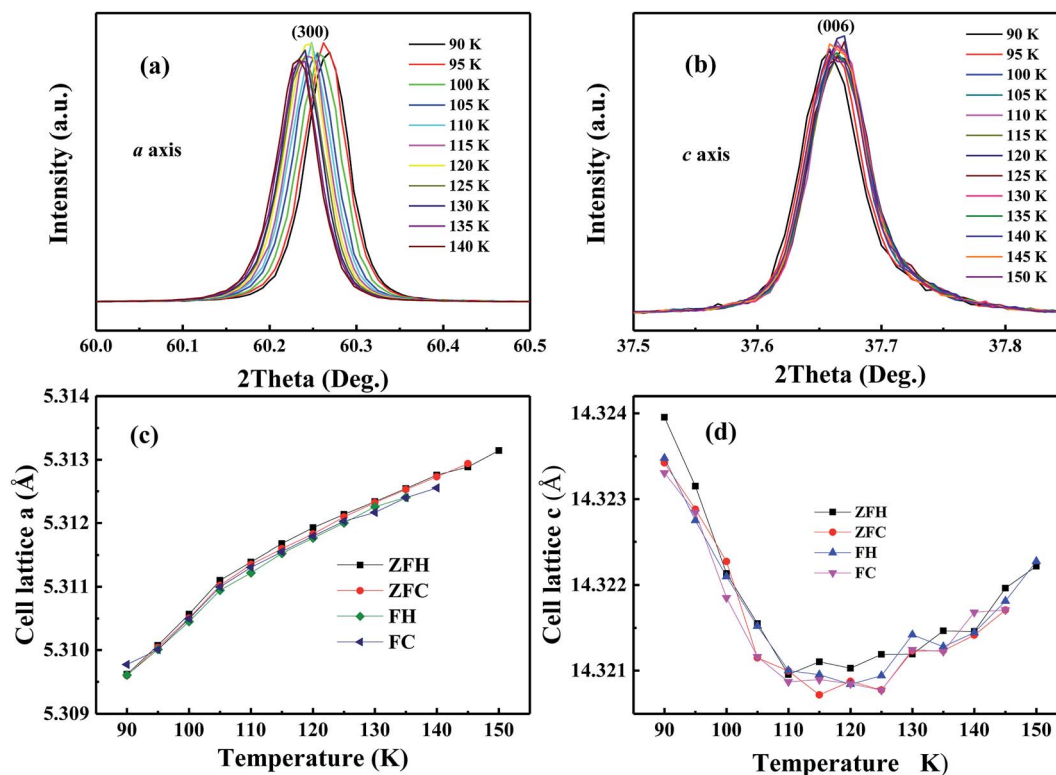 (300)
(a)
a axis
90 K
95 K
100 K
105 K
110 K
115 K
120 K
125 K
130 K
135 K
140 K
Intensity (a.u.)
60.0 60.1 60.2 60.3 60.4 60.5
2Theta (Deg.)
(006)
(b)
c axis
90 K
95 K
100 K
105 K
110 K
115 K
120 K
125 K
130 K
135 K
140 K
145 K
150 K
Intensity (a.u.)
37.5 37.6 37.7 37.8
2Theta (Deg.)
(c)
5.314
5.313
5.312
5.311
5.310
5.309
Cell lattice a (Å)
ZFH
ZFC
FH
FC
90 100 110 120 130 140 150
Temperature (K)
(d)
14.324
14.323
14.322
14.321
Cell lattice c (Å)
ZFH
ZFC
FH
FC
90 100 110 120 130 140 150
Temperature K)